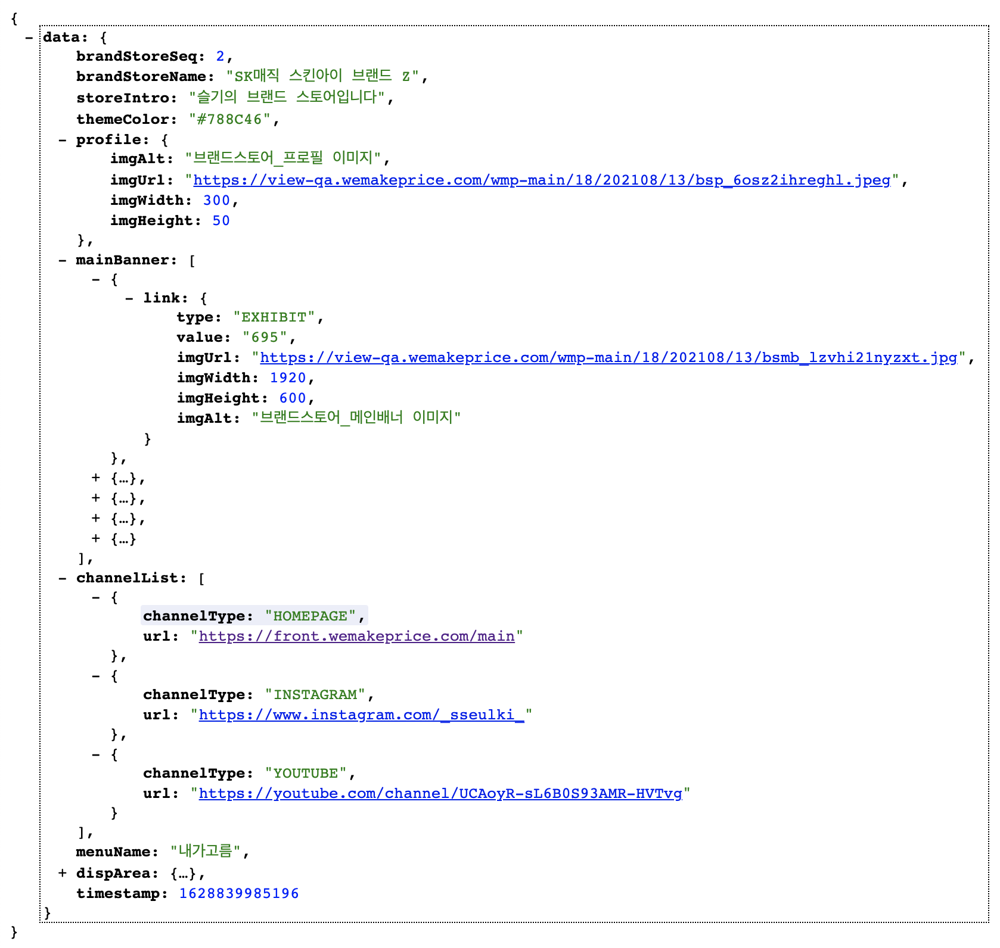 {
- data: {
brandStoreSeq: 2,
brandStoreName: "SK매직 스킨아이 브랜드 Z",
storeIntro: "슬기의 브랜드 스토어입니다",
themeColor: "#788C46",
- profile: {
imgAlt: "브랜드스토어_프로필 이미지",
imgUrl: "https://view-qa.wemakeprice.com/wmp-main/18/202108/13/bsp_6osz2ihreghl.jpeg",
imgWidth: 300,
imgHeight: 50
},
- mainBanner: [
- {
- link: {
type: "EXHIBIT",
value: "695",
imgUrl: "https://view-qa.wemakeprice.com/wmp-main/18/202108/13/bsmb_lzvhi21nyzxt.jpg",
imgWidth: 1920,
imgHeight: 600,
imgAlt: "브랜드스토어_메인배너 이미지"
}
},
+ {…},
+ {…},
+ {…},
+ {…}
],
- channelList: [
- {
channelType: "HOMEPAGE",
url: "https://front.wemakeprice.com/main"
},
- {
channelType: "INSTAGRAM",
url: "https://www.instagram.com/_sseulki_"
},
- {
channelType: "YOUTUBE",
url: "https://youtube.com/channel/UCAoyR-sL6B0S93AMR-HVTvg"
}
],
menuName: "내가고름",
+ dispArea: {…},
timestamp: 1628839985196
}
}